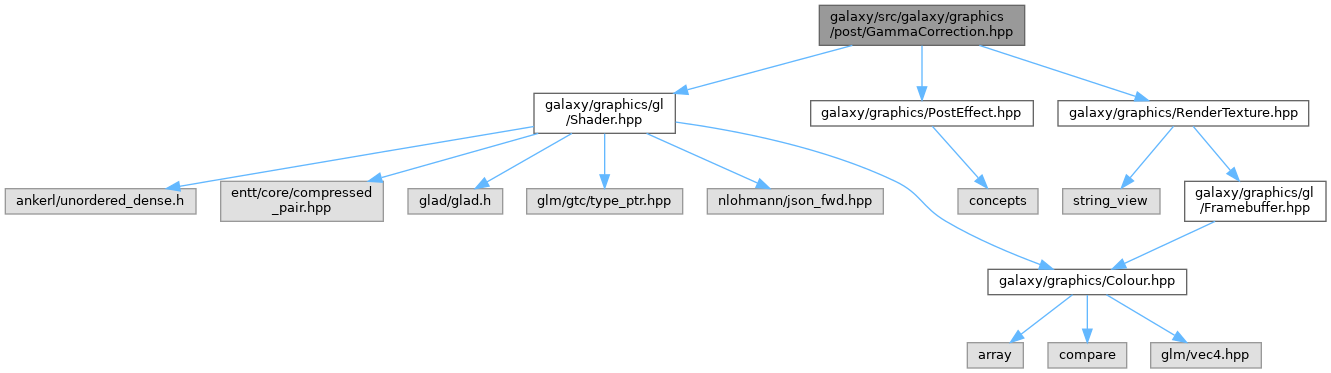 galaxy/src/galaxy/graphics
/post/GammaCorrection.hpp
galaxy/graphics/gl
/Shader.hpp
galaxy/graphics/PostEffect.hpp
galaxy/graphics/RenderTexture.hpp
ankerl/unordered_dense.h
entt/core/compressed
_pair.hpp
glad/glad.h
glm/gtc/type_ptr.hpp
nlohmann/json_fwd.hpp
concepts
string_view
galaxy/graphics/gl
/Framebuffer.hpp
galaxy/graphics/Colour.hpp
array
compare
glm/vec4.hpp